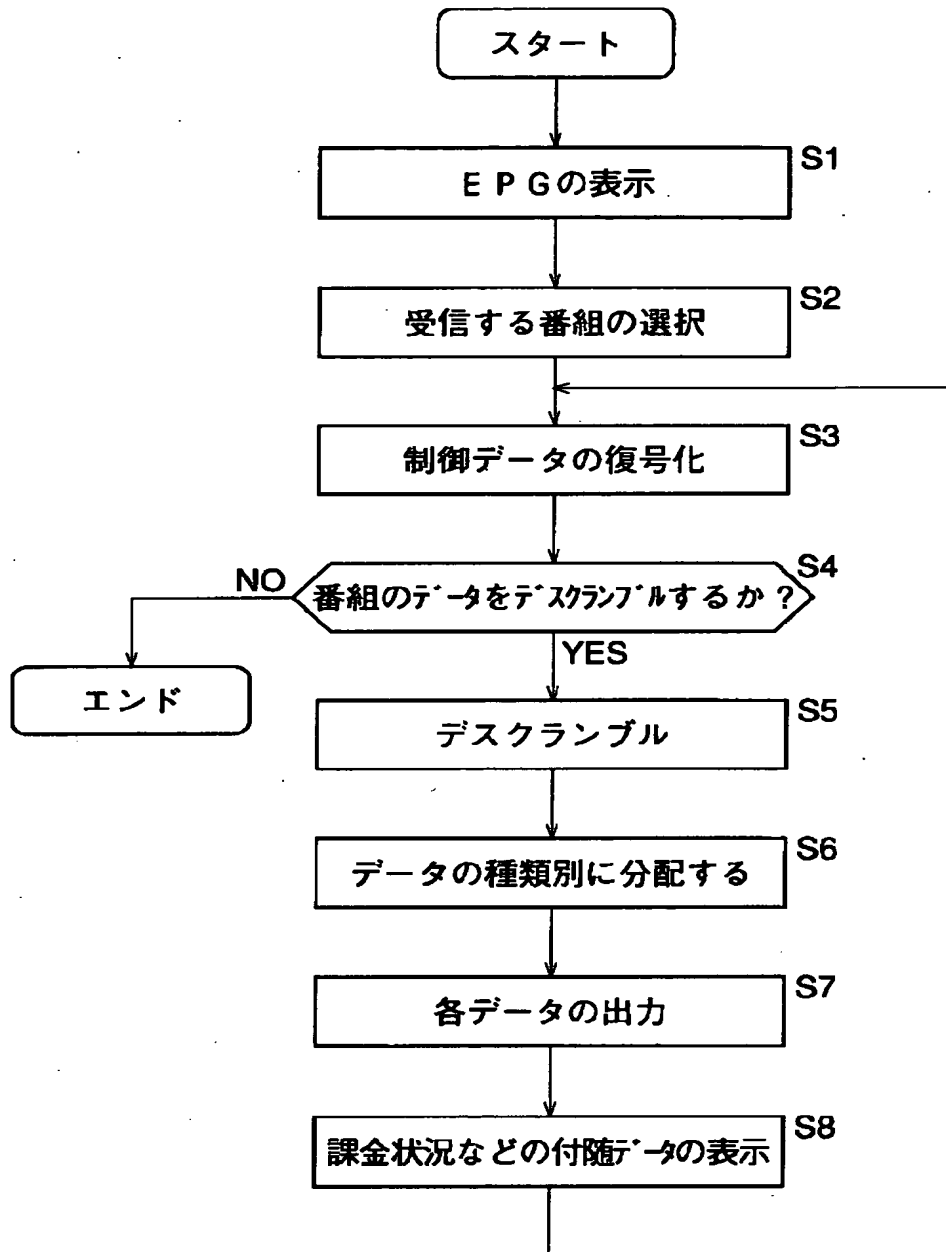 スタート
S1
EPGの表示
S2
受信する番組の選択
S3
制御データの復号化
S4
NO
番組のデータをデスクランブルするか？
YES
エンド
S5
デスクランブル
S6
データの種類別に分配する
S7
各データの出力
S8
課金状況などの付随データの表示